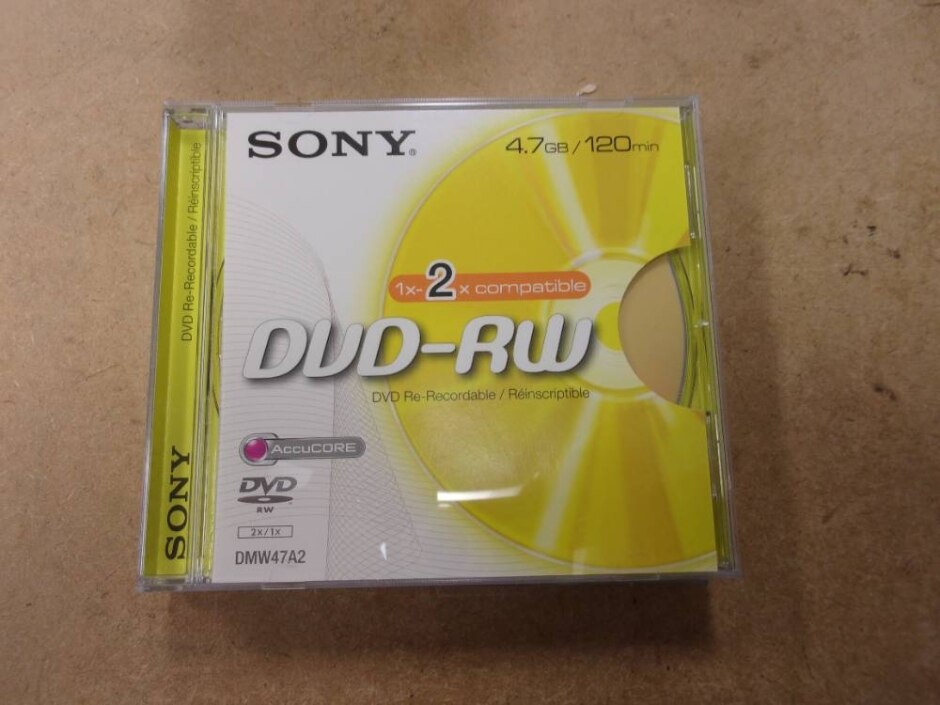 SONY®
4.7GB / 120min
1x-2x compatible
DVD-RW
DVD Re-Recordable / Réinscriptible
AccuCORE
DVD
RW
2x/1x
DMW47A2
DVD Re-Recordable / Réinscriptible
SONY